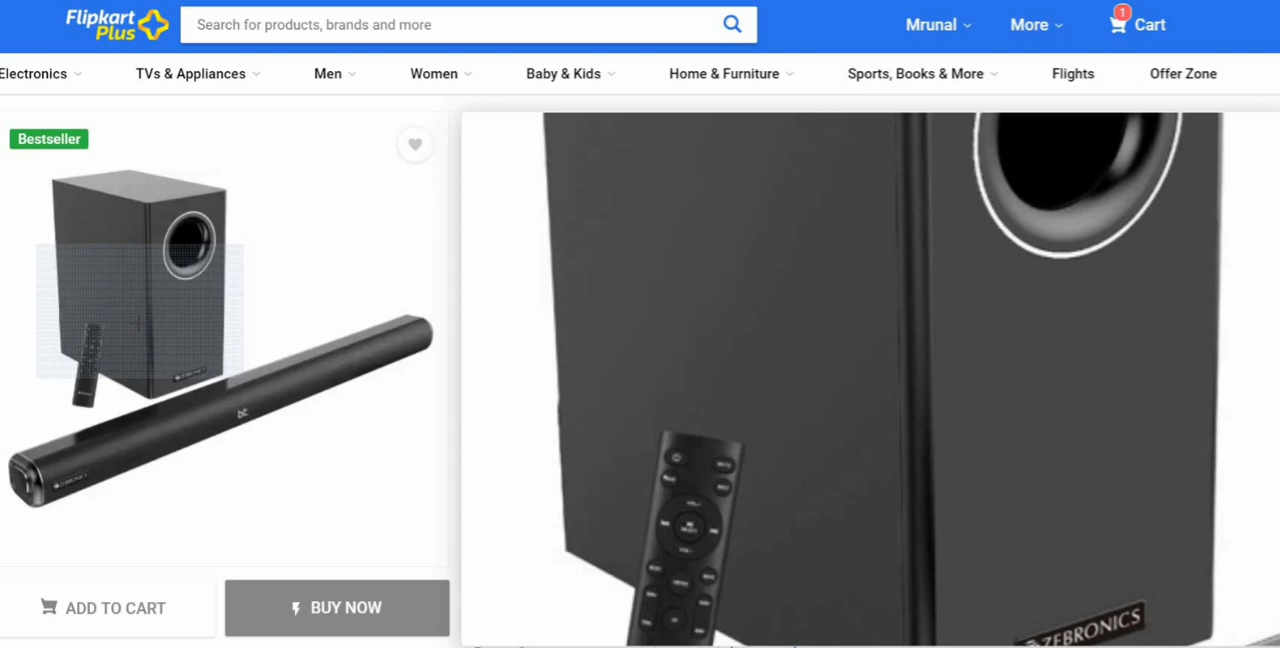 Flipkart
Plus
Search for products, brands and more
Mrunal
More
1
Cart
Electronics
TVs & Appliances
Men
Women
Baby & Kids
Home & Furniture
Sports, Books & More
Flights
Offer Zone
Bestseller
ZEBRONICS
ADD TO CART
BUY NOW
ZEBRONICS